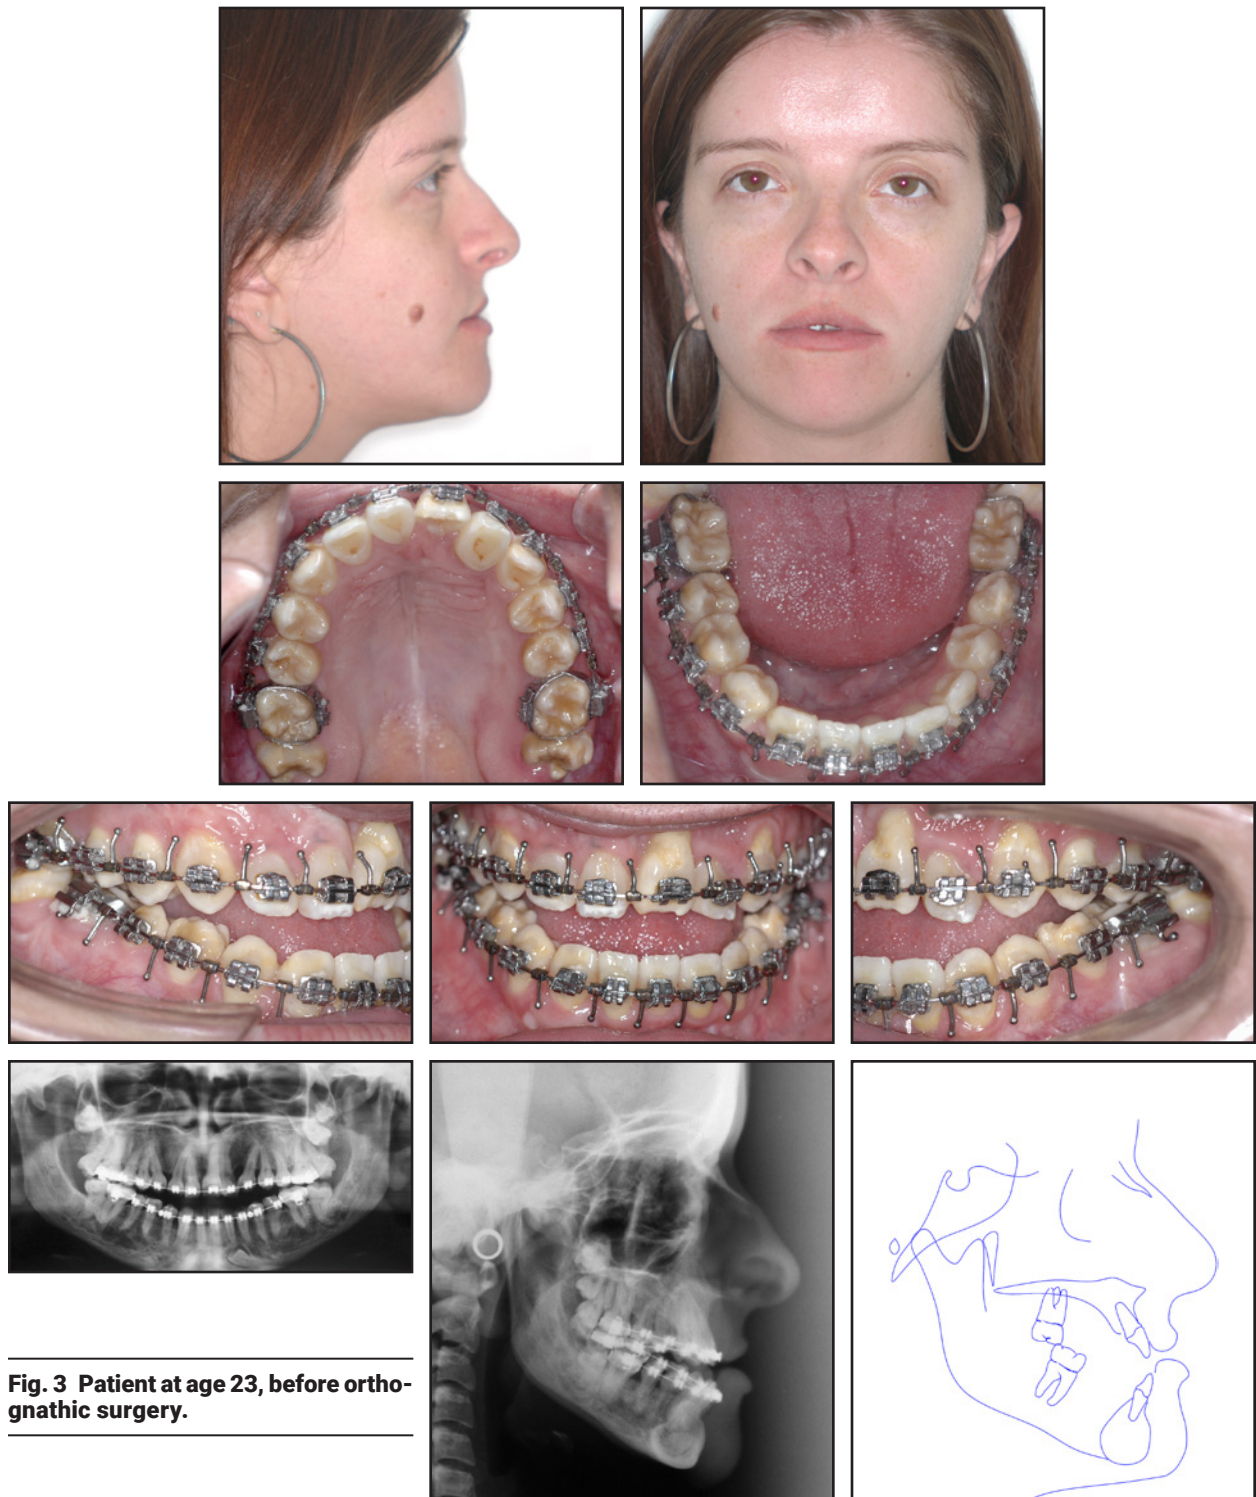 Fig. 3 Patient at age 23, before ortho-
gnathic surgery.